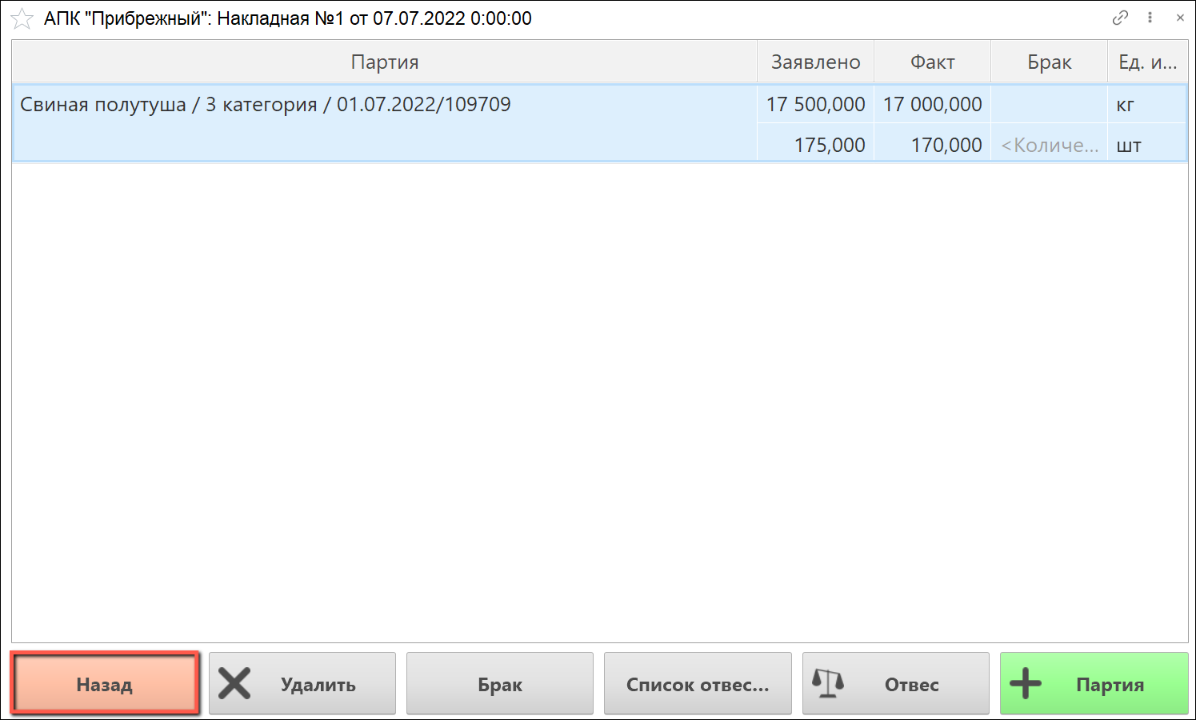 АПК "Прибрежный": Накладная №1 от 07.07.2022 0:00:00
Партия Заявлено Факт Брак Ед. и...
Свиная полутуша / 3 категория / 01.07.2022/109709 17 500,000 17 000,000 кг
175,000 170,000 <Количе... шт
Назад Удалить Брак Список отвес... Отвес Партия